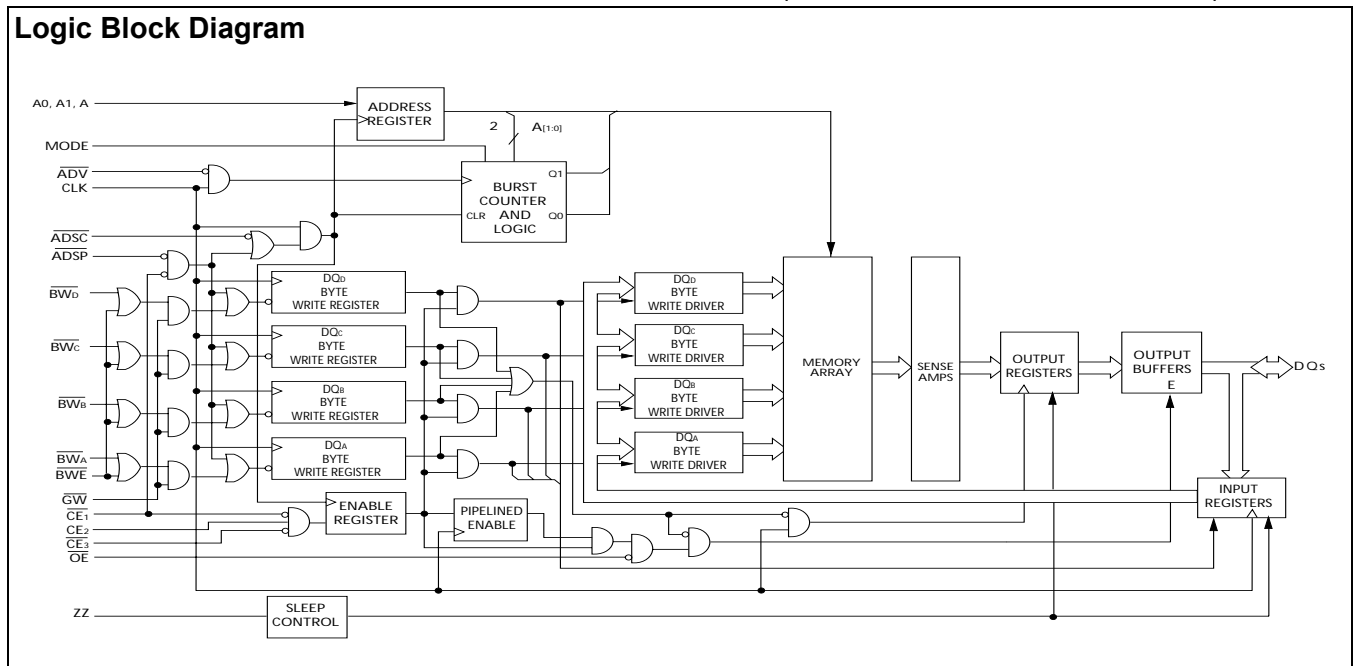 Logic Block Diagram
A0, A1, A
ADDRESS
REGISTER
2
A[1:0]
MODE
ADV
CLK
BURST
COUNTER
AND
LOGIC
CLR
Q1
Q0
ADSC
ADSP
BWD
BWC
BWB
BWA
BWE
GW
CE1
CE2
CE3
OE
DQD
BYTE
WRITE REGISTER
DQC
BYTE
WRITE REGISTER
DQB
BYTE
WRITE REGISTER
DQA
BYTE
WRITE REGISTER
ENABLE
REGISTER
PIPELINED
ENABLE
DQD
BYTE
WRITE DRIVER
DQC
BYTE
WRITE DRIVER
DQB
BYTE
WRITE DRIVER
DQA
BYTE
WRITE DRIVER
MEMORY
ARRAY
SENSE
AMPS
OUTPUT
REGISTERS
OUTPUT
BUFFERS
E
DQs
INPUT
REGISTERS
ZZ
SLEEP
CONTROL